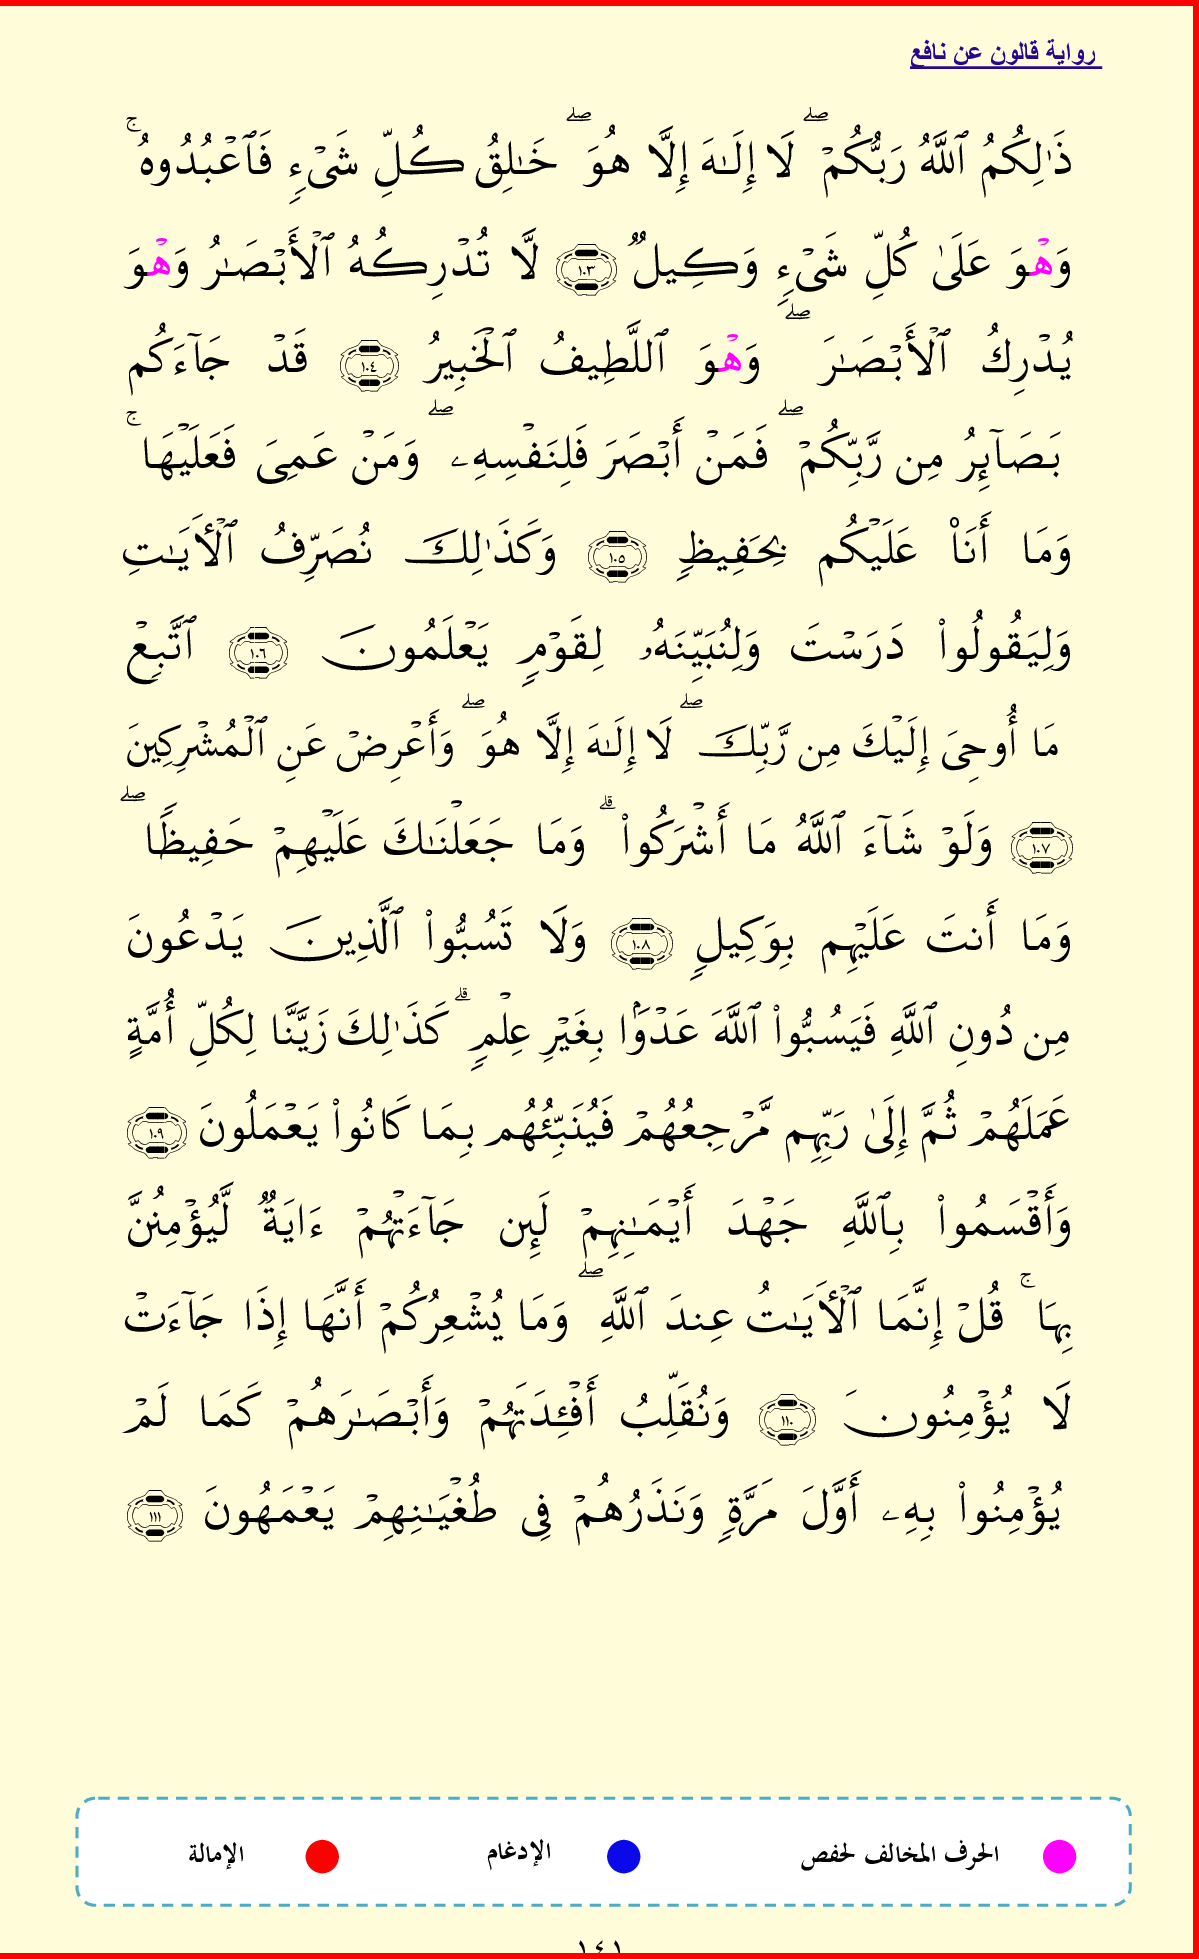 رواية قالون عن نافع
ذَٰلِكُمُ ٱللَّهُ رَبُّكُمۡۖ لَآ إِلَٰهَ إِلَّا هُوَۖ خَٰلِقُ كُلِّ شَيۡءٖ فَٱعۡبُدُوهُۚ
وَهۡوَ عَلَىٰ كُلِّ شَيۡءٖ وَكِيلٞ ١٠٣ لَّا تُدۡرِكُهُ ٱلۡأَبۡصَٰرُ وَهۡوَ
يُدۡرِكُ ٱلۡأَبۡصَٰرَۖ وَهۡوَ ٱللَّطِيفُ ٱلۡخَبِيرُ ١٠٤ قَدۡ جَآءَكُم
بَصَآئِرُ مِن رَّبِّكُمۡۖ فَمَنۡ أَبۡصَرَ فَلِنَفۡسِهِۦۖ وَمَنۡ عَمِيَ فَعَلَيۡهَاۚ
وَمَا أَنَا۠ عَلَيۡكُم بِحَفِيظٖ ١٠٥ وَكَذَٰلِكَ نُصَرِّفُ ٱلۡأٓيَٰتِ
وَلِيَقُولُواْ دَرَسۡتَ وَلِنُبَيِّنَهُۥ لِقَوۡمٖ يَعۡلَمُونَ ١٠٦ ٱتَّبِعۡ
مَا أُوحِيَ إِلَيۡكَ مِن رَّبِّكَۖ لَا إِلَٰهَ إِلَّا هُوَۖ وَأَعۡرِضۡ عَنِ ٱلۡمُشۡرِكِينَ
١٠٧ وَلَوۡ شَآءَ ٱللَّهُ مَا أَشۡرَكُواْۗ وَمَا جَعَلۡنَٰكَ عَلَيۡهِمۡ حَفِيظٗاۖ
وَمَا أَنتَ عَلَيۡهِم بِوَكِيلٖ ١٠٨ وَلَا تَسُبُّواْ ٱلَّذِينَ يَدۡعُونَ
مِن دُونِ ٱللَّهِ فَيَسُبُّواْ ٱللَّهَ عَدۡوَۢا بِغَيۡرِ عِلۡمٖۗ كَذَٰلِكَ زَيَّنَّا لِكُلِّ أُمَّةٍ
عَمَلَهُمۡ ثُمَّ إِلَىٰ رَبِّهِم مَّرۡجِعُهُمۡ فَيُنَبِّئُهُم بِمَا كَانُواْ يَعۡمَلُونَ ١٠٩
وَأَقۡسَمُواْ بِٱللَّهِ جَهۡدَ أَيۡمَٰنِهِمۡ لَئِن جَآءَتۡهُمۡ ءَايَةٞ لَّيُؤۡمِنُنَّ
بِهَاۚ قُلۡ إِنَّمَا ٱلۡأٓيَٰتُ عِندَ ٱللَّهِۖ وَمَا يُشۡعِرُكُمۡ أَنَّهَا إِذَا جَآءَتۡ
لَا يُؤۡمِنُونَ ١١٠ وَنُقَلِّبُ أَفۡـِٔدَتَهُمۡ وَأَبۡصَٰرَهُمۡ كَمَا لَمۡ
يُؤۡمِنُواْ بِهِۦ أَوَّلَ مَرَّةٖ وَنَذَرُهُمۡ فِي طُغۡيَٰنِهِمۡ يَعۡمَهُونَ ١١١
الحرف المخالف لحفص الإدغام الإمالة
١٤١